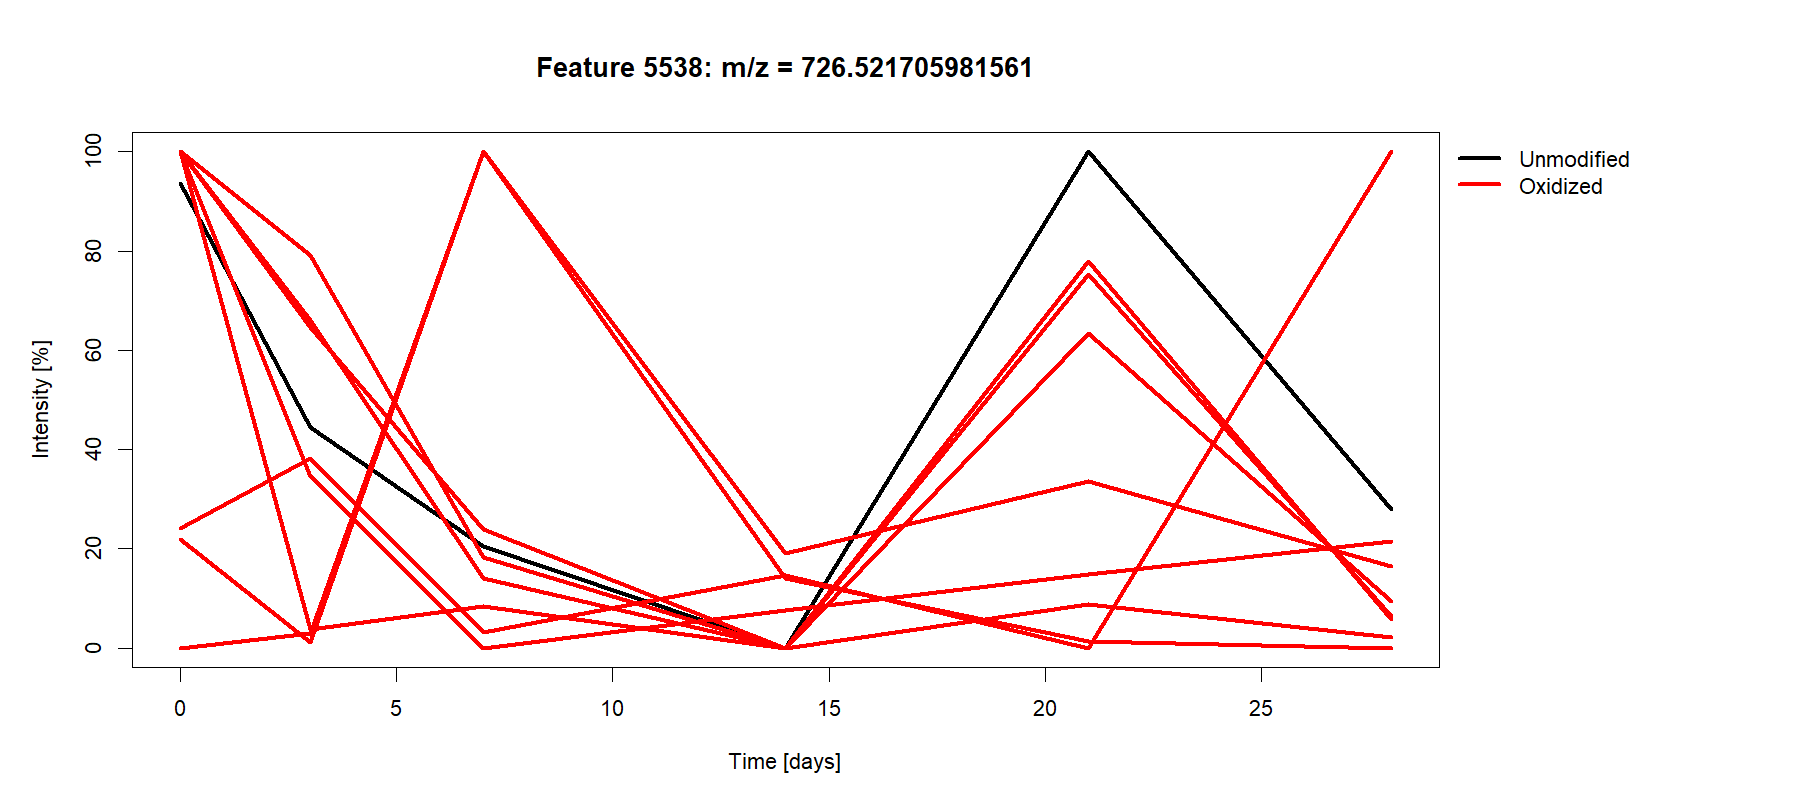 Feature 5538: m/z = 726.521705981561
Unmodified
Oxidized
Intensity [%]
100
80
60
40
20
0
0 5 10 15 20 25
Time [days]